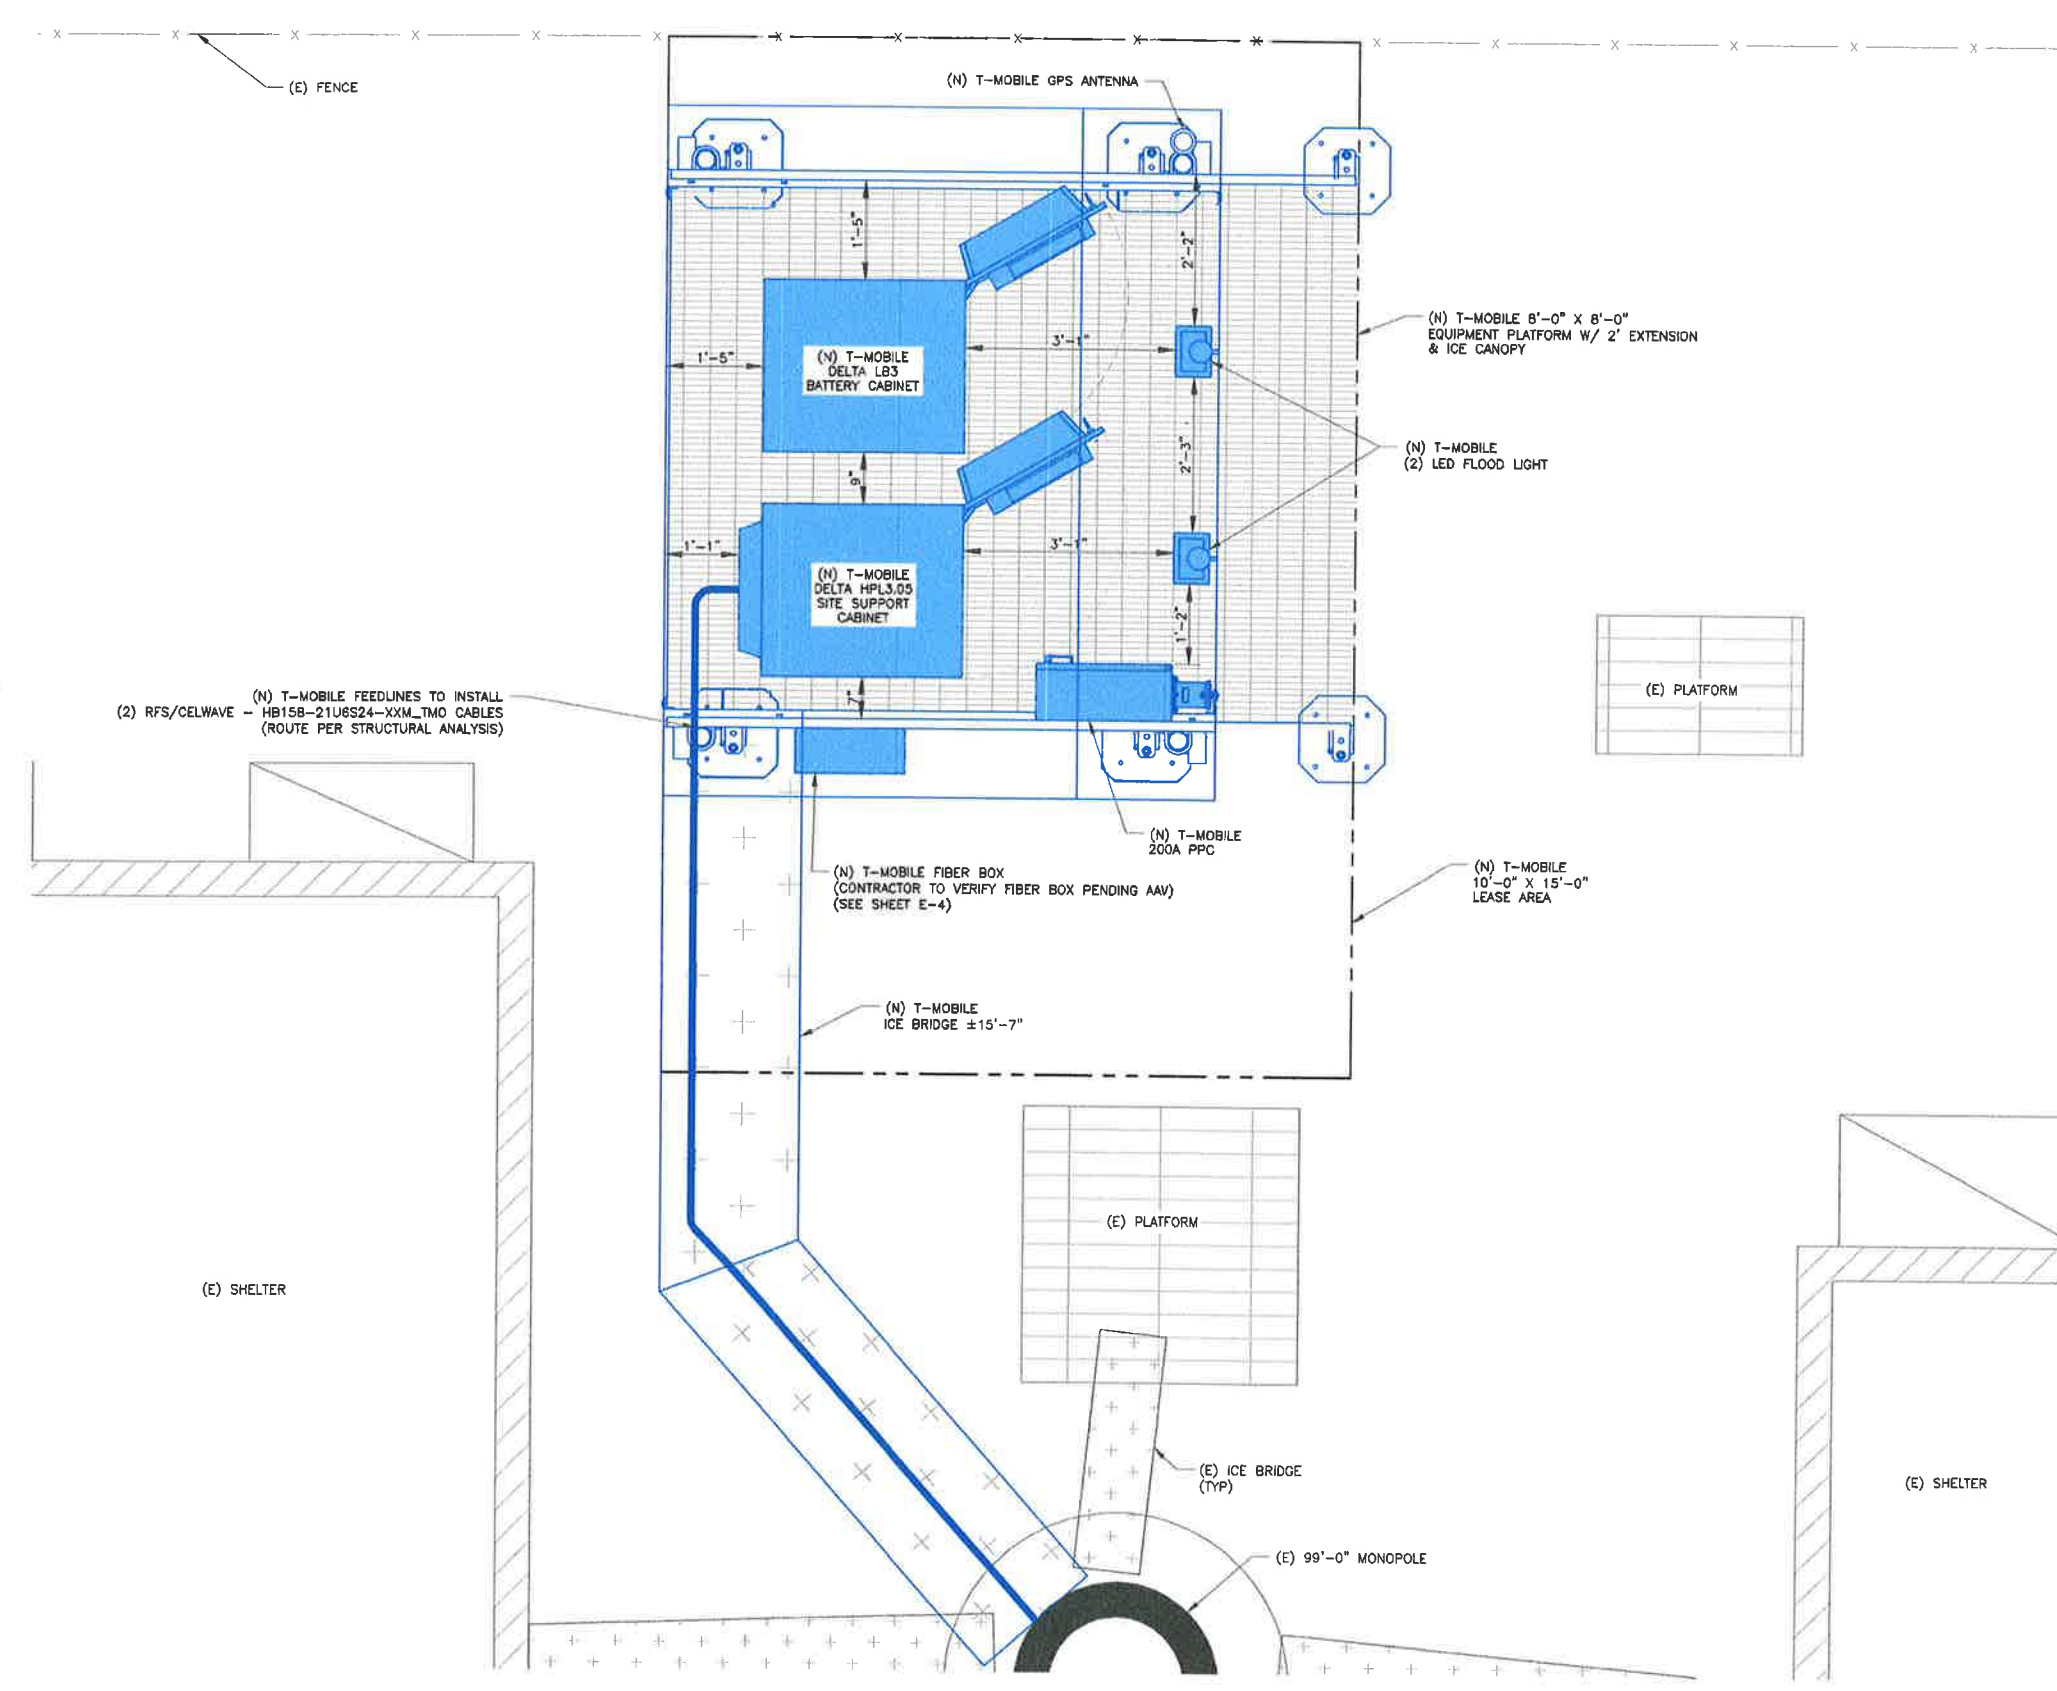 (E) FENCE
(N) T-MOBILE GPS ANTENNA
1'-5"
2'-2"
(N) T-MOBILE 8'-0" X 8'-0"
EQUIPMENT PLATFORM W/ 2' EXTENSION
& ICE CANOPY
1'-5"
(N) T-MOBILE
DELTA LB3
BATTERY CABINET
3'-1"
(N) T-MOBILE
(2) LED FLOOD LIGHT
9"
2'-3"
1'-1"
3'-1"
(N) T-MOBILE
DELTA HPL3.05
SITE SUPPORT
CABINET
1'-2"
7"
(E) PLATFORM
(N) T-MOBILE FEEDLINES TO INSTALL
(2) RFS/CELWAVE - HB158-21U6S24-XXM_TMO CABLES
(ROUTE PER STRUCTURAL ANALYSIS)
(N) T-MOBILE
200A PPC
(N) T-MOBILE FIBER BOX
(CONTRACTOR TO VERIFY FIBER BOX PENDING AAV)
(SEE SHEET E-4)
(N) T-MOBILE
10'-0" X 15'-0"
LEASE AREA
(N) T-MOBILE
ICE BRIDGE ±15'-7"
(E) PLATFORM
(E) SHELTER
(E) ICE BRIDGE
(TYP)
(E) SHELTER
(E) 99'-0" MONOPOLE